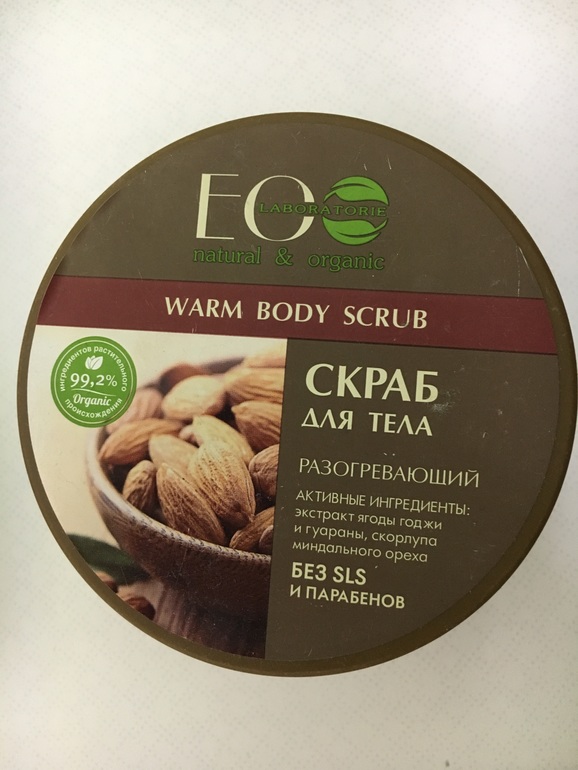 EO
LABORATORIE
natural & organic
WARM BODY SCRUB
ингредиентов растительного
99,2%
Organic
происхождения
СКРАБ
ДЛЯ ТЕЛА
РАЗОГРЕВАЮЩИЙ
АКТИВНЫЕ ИНГРЕДИЕНТЫ:
экстракт ягоды годжи
и гуараны, скорлупа
миндального ореха
БЕЗ SLS
И ПАРАБЕНОВ